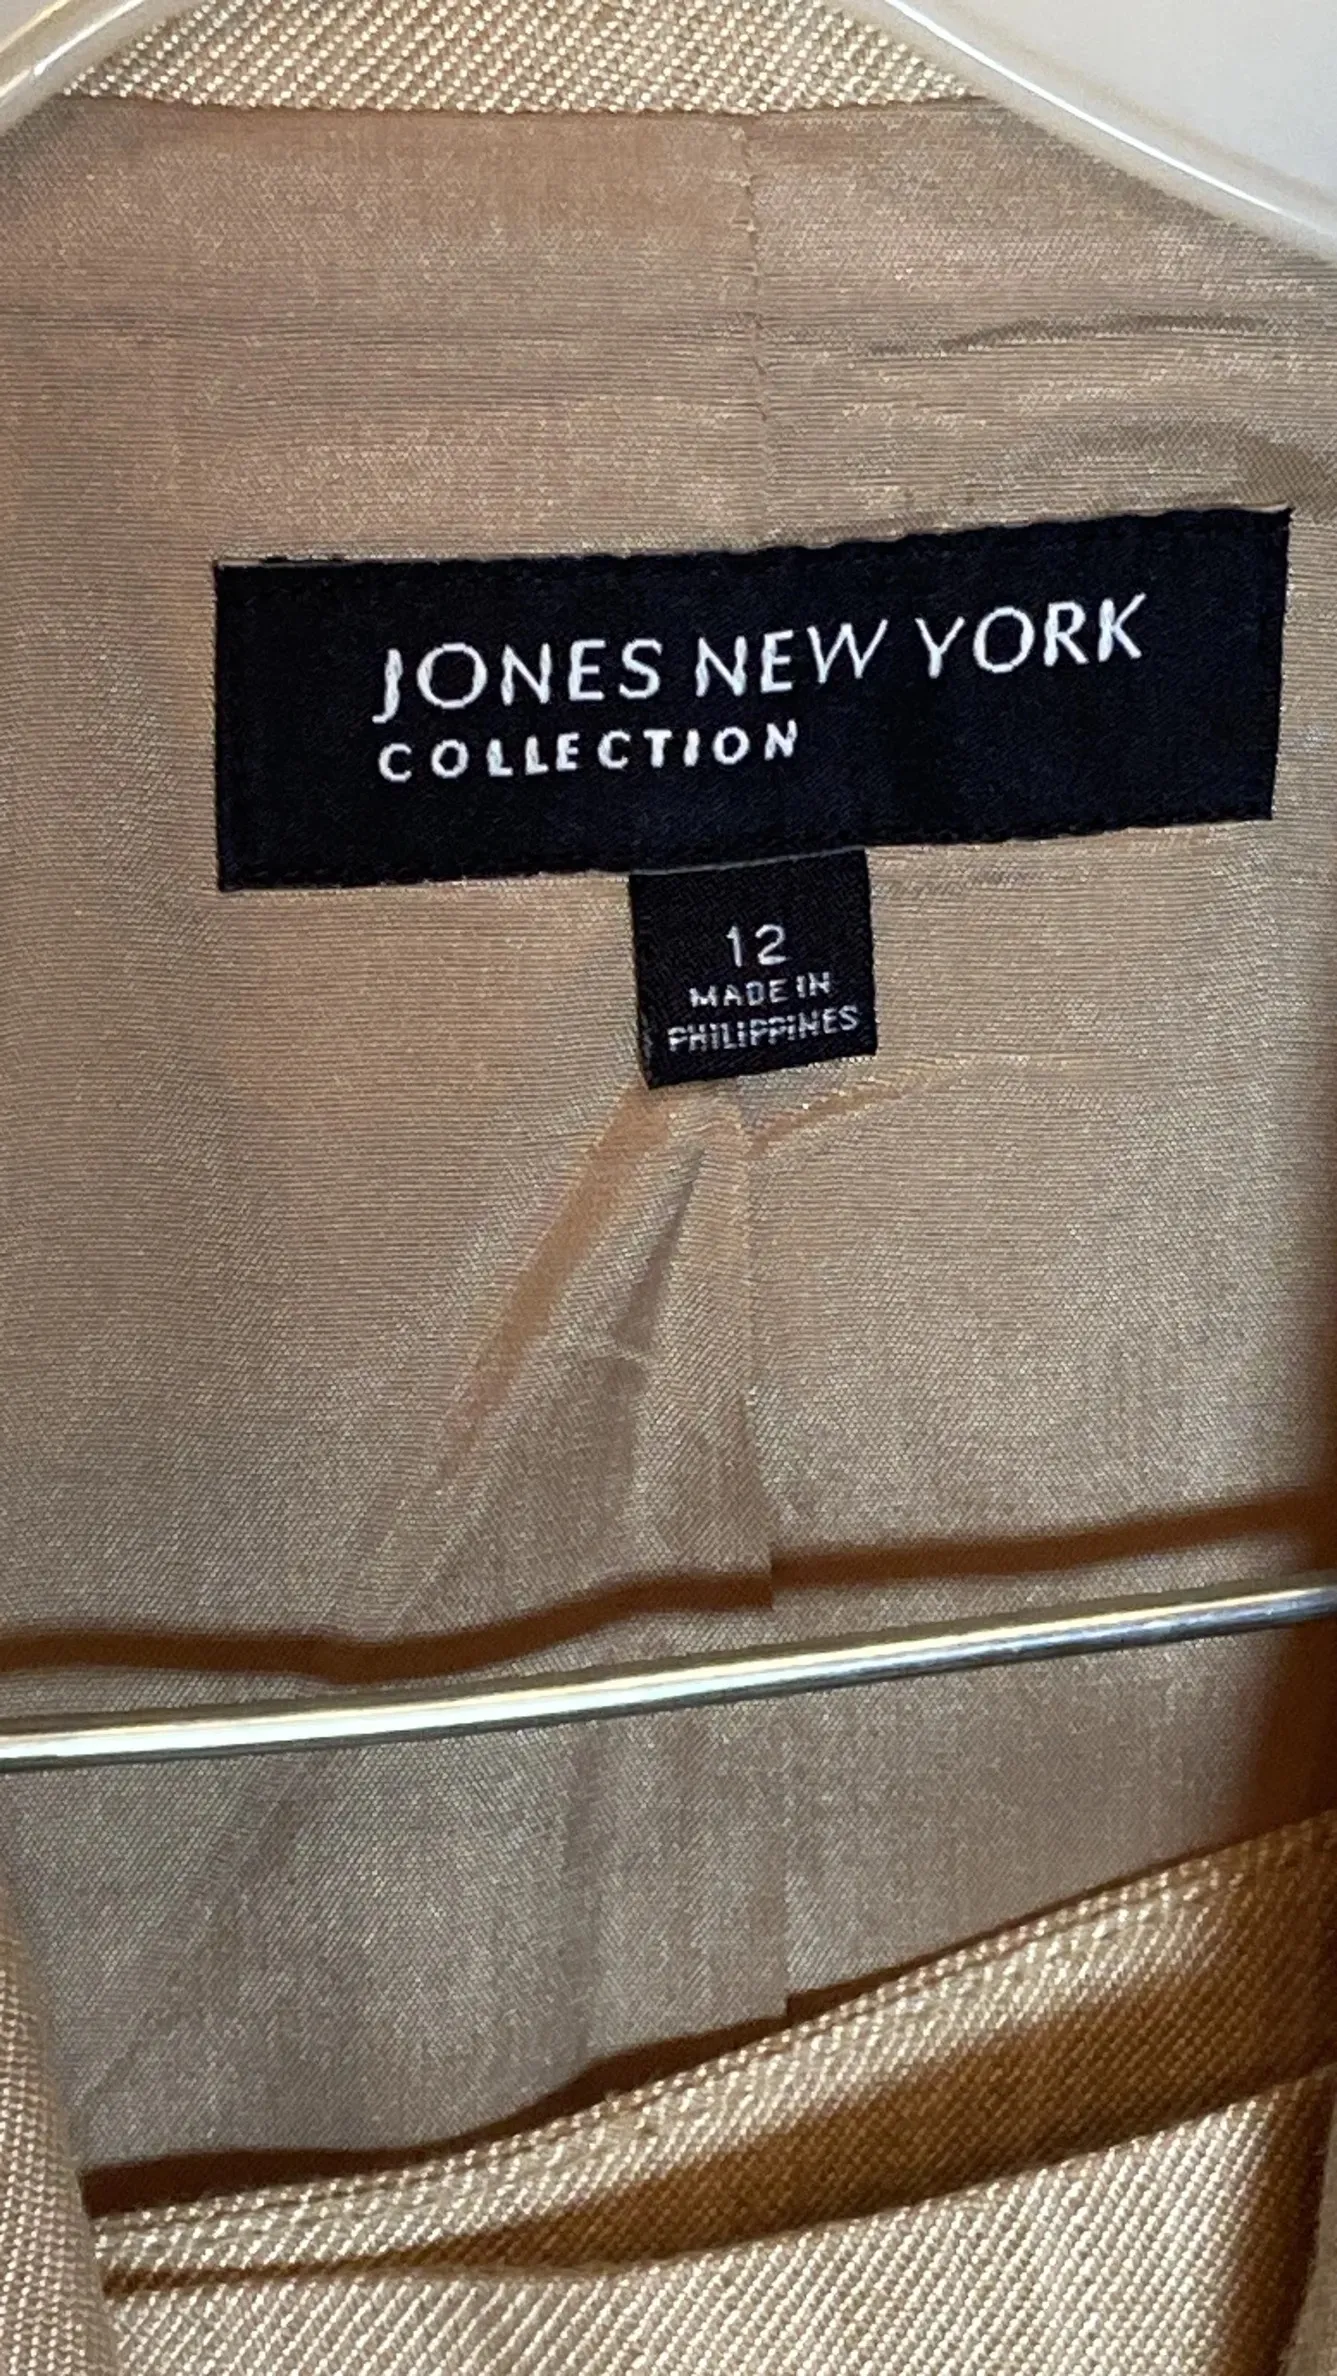 JONES NEW YORK
COLLECTION
12
MADE IN
PHILIPPINES